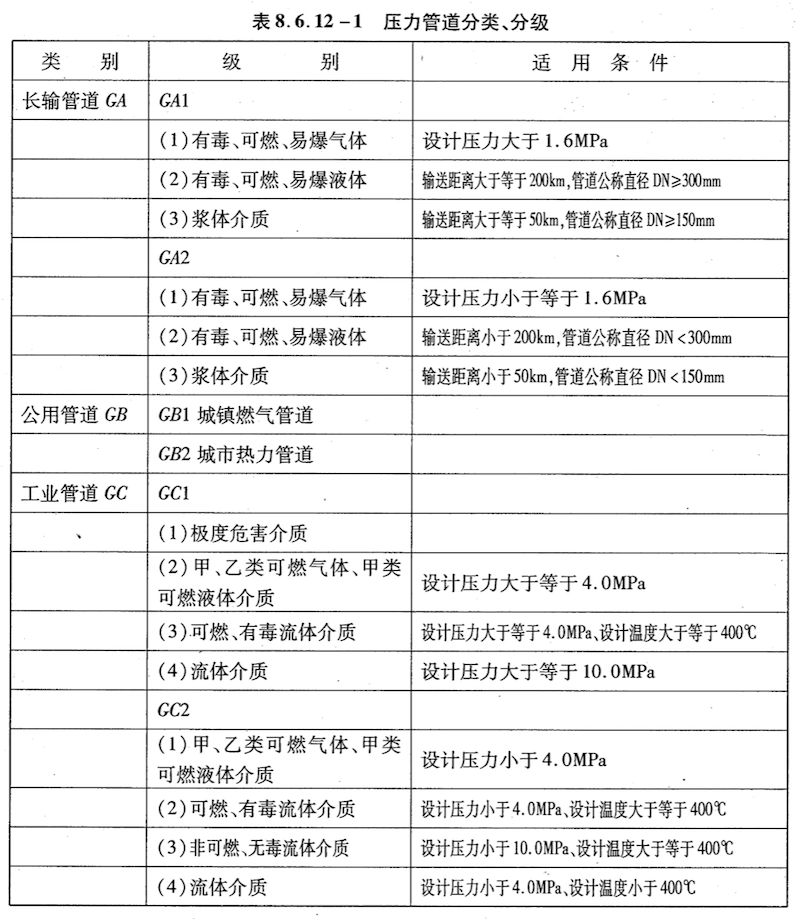 表8.6.12-1 压力管道分类、分级
类 别 级 别 适 用 条 件
长输管道 GA GA1
(1)有毒、可燃、易爆气体 设计压力大于1.6MPa
(2)有毒、可燃、易爆液体 输送距离大于等于200km,管道公称直径 DN≥300mm
(3)浆体介质 输送距离大于等于50km,管道公称直径 DN≥150mm
GA2
(1)有毒、可燃、易爆气体 设计压力小于等于1.6MPa
(2)有毒、可燃、易爆液体 输送距离小于200km,管道公称直径 DN<300mm
(3)浆体介质 输送距离小于50km,管道公称直径 DN<150mm
公用管道 GB GB1 城镇燃气管道
GB2 城市热力管道
工业管道 GC GC1
(1)极度危害介质
(2)甲、乙类可燃气体、甲类
可燃液体介质 设计压力大于等于4.0MPa
(3)可燃、有毒流体介质 设计压力大于等于4.0MPa、设计温度大于等于400℃
(4)流体介质 设计压力大于等于10.0MPa
GC2
(1)甲、乙类可燃气体、甲类
可燃液体介质 设计压力小于4.0MPa
(2)可燃、有毒流体介质 设计压力小于4.0MPa、设计温度大于等于400℃
(3)非可燃、无毒流体介质 设计压力小于10.0MPa、设计温度大于等于400℃
(4)流体介质 设计压力小于4.0MPa、设计温度小于400℃